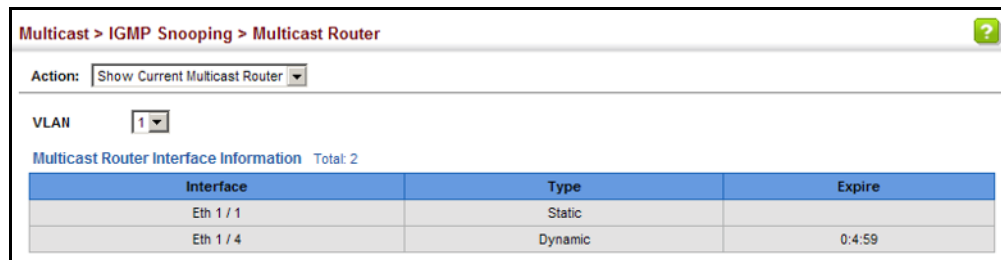 Multicast > IGMP Snooping > Multicast Router
?
Action: Show Current Multicast Router
VLAN 1
Multicast Router Interface Information Total: 2
Interface Type Expire
Eth 1 / 1 Static
Eth 1 / 4 Dynamic 0:4:59